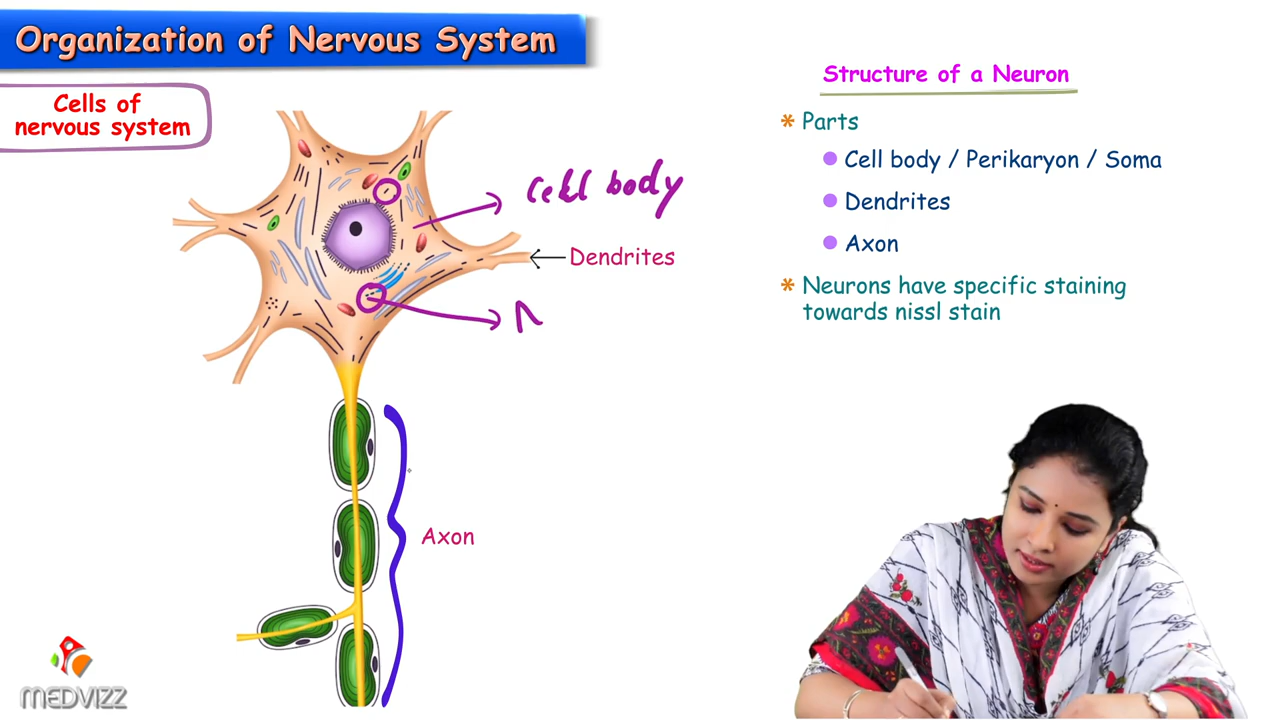 Organization of Nervous System
Cells of
nervous system
Structure of a Neuron
* Parts
Cell body / Perikaryon / Soma
Dendrites
Axon
* Neurons have specific staining
towards nissl stain
Cell body
Dendrites
Axon
MEDVIZZ